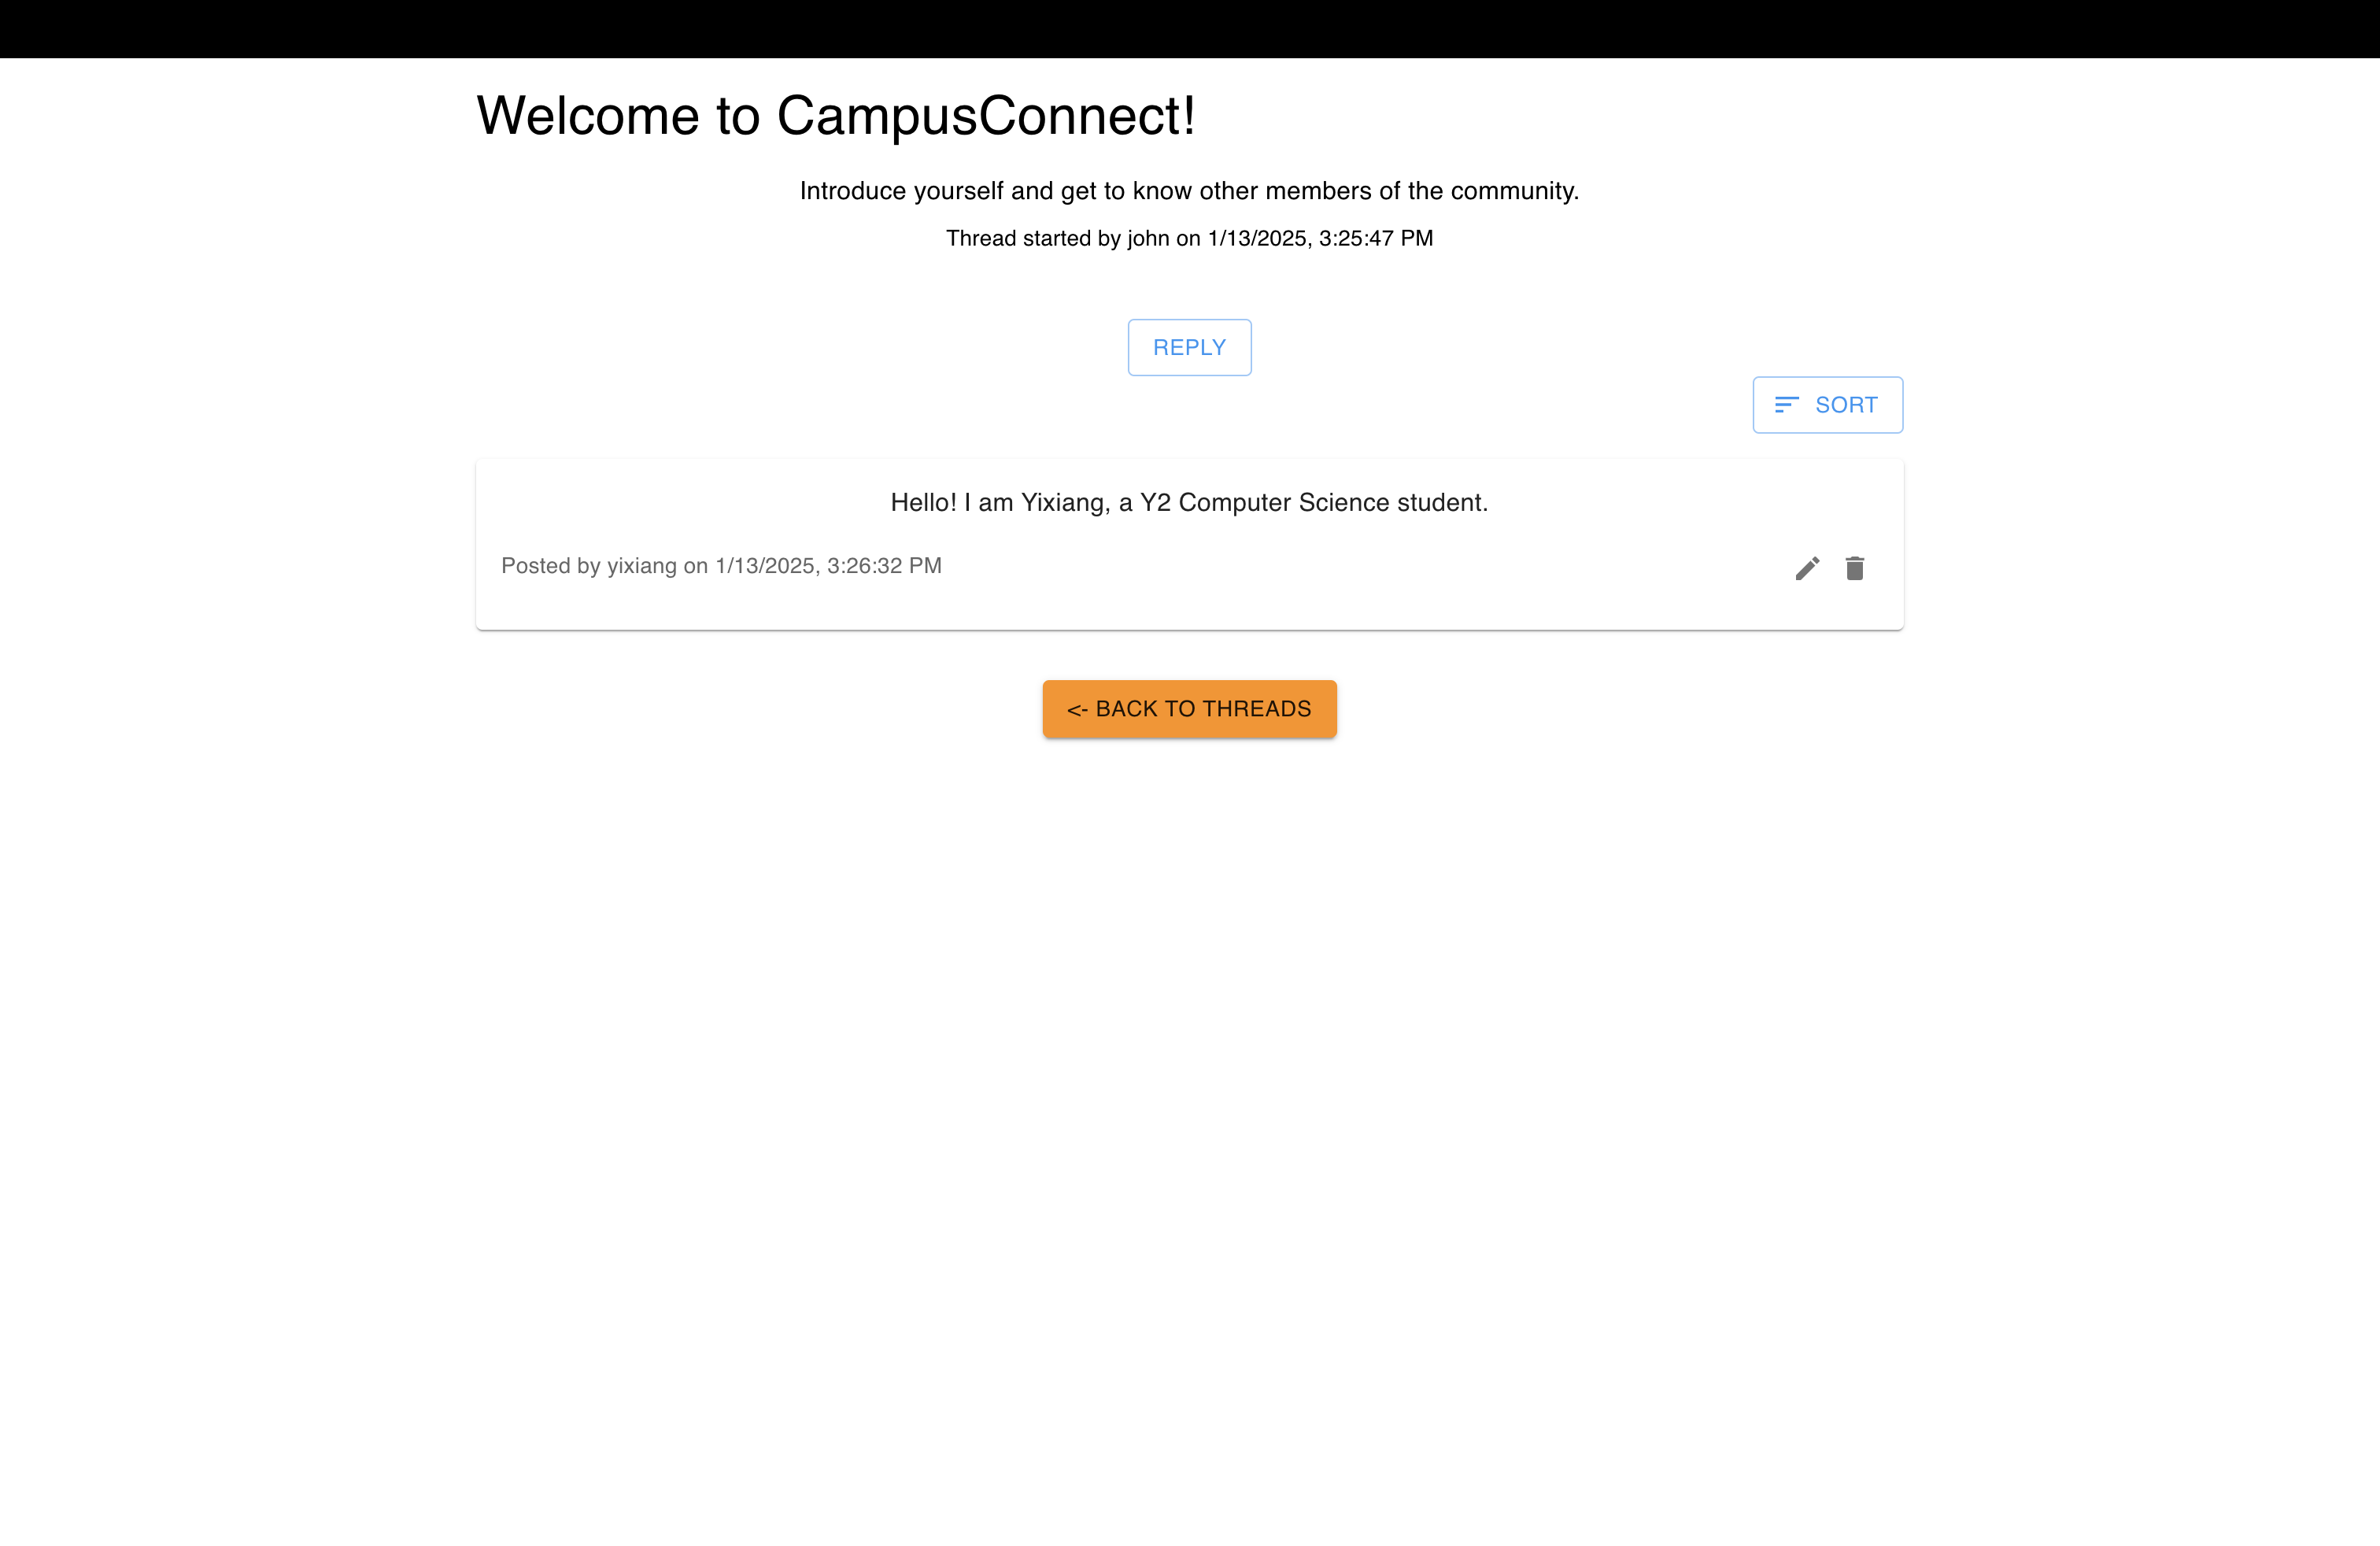 Welcome to CampusConnect!
Introduce yourself and get to know other members of the community.
Thread started by john on 1/13/2025, 3:25:47 PM
REPLY
SORT
Hello! I am Yixiang, a Y2 Computer Science student.
Posted by yixiang on 1/13/2025, 3:26:32 PM
<- BACK TO THREADS